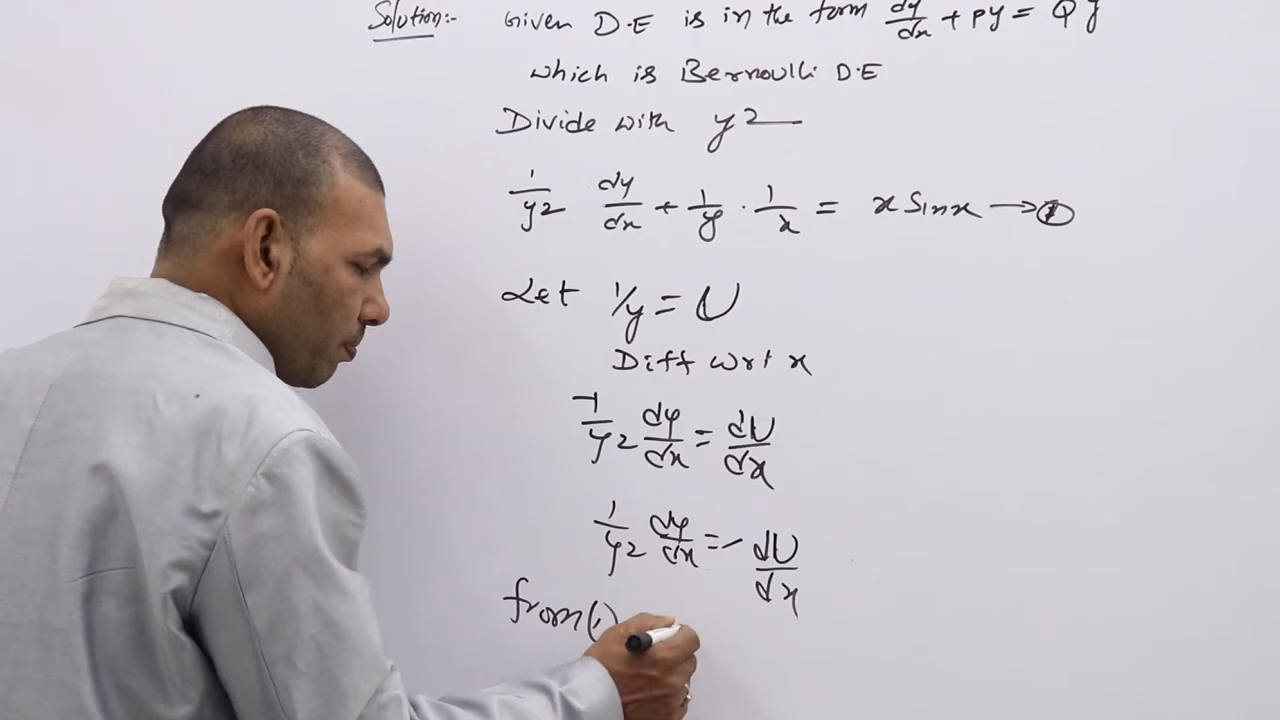 Solution:- Given D.E is in the form dy/dx + Py = Qy
which is Bernoulli D.E
Divide with y2
1/y2 dy/dx + 1/y · 1/x = x Sinx → ①
Let 1/y = U
Diff wrt x
-1/y2 dy/dx = dU/dx
1/y2 dy/dx = - dU/dx
from (1)